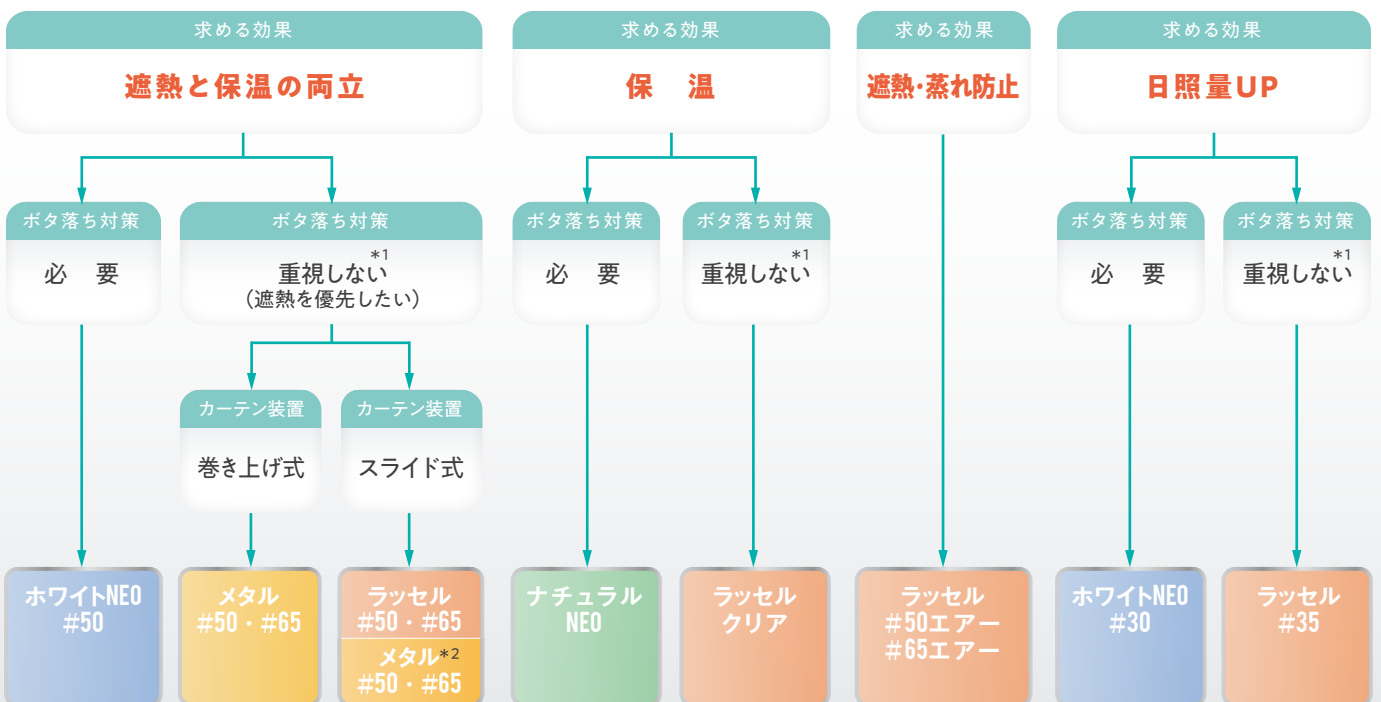 求める効果
遮熱と保温の両立
求める効果
保 温
求める効果
遮熱・蒸れ防止
求める効果
日照量UP
ボタ落ち対策
必 要
ボタ落ち対策
重視しない*1
（遮熱を優先したい）
ボタ落ち対策
必 要
ボタ落ち対策
重視しない*1
ボタ落ち対策
必 要
ボタ落ち対策
重視しない*1
カーテン装置
巻き上げ式
カーテン装置
スライド式
ホワイトNEO
#50
メタル
#50・#65
ラッセル
#50・#65
メタル*2
#50・#65
ナチュラル
NEO
ラッセル
クリア
ラッセル
#50エアー
#65エアー
ホワイトNEO
#30
ラッセル
#35